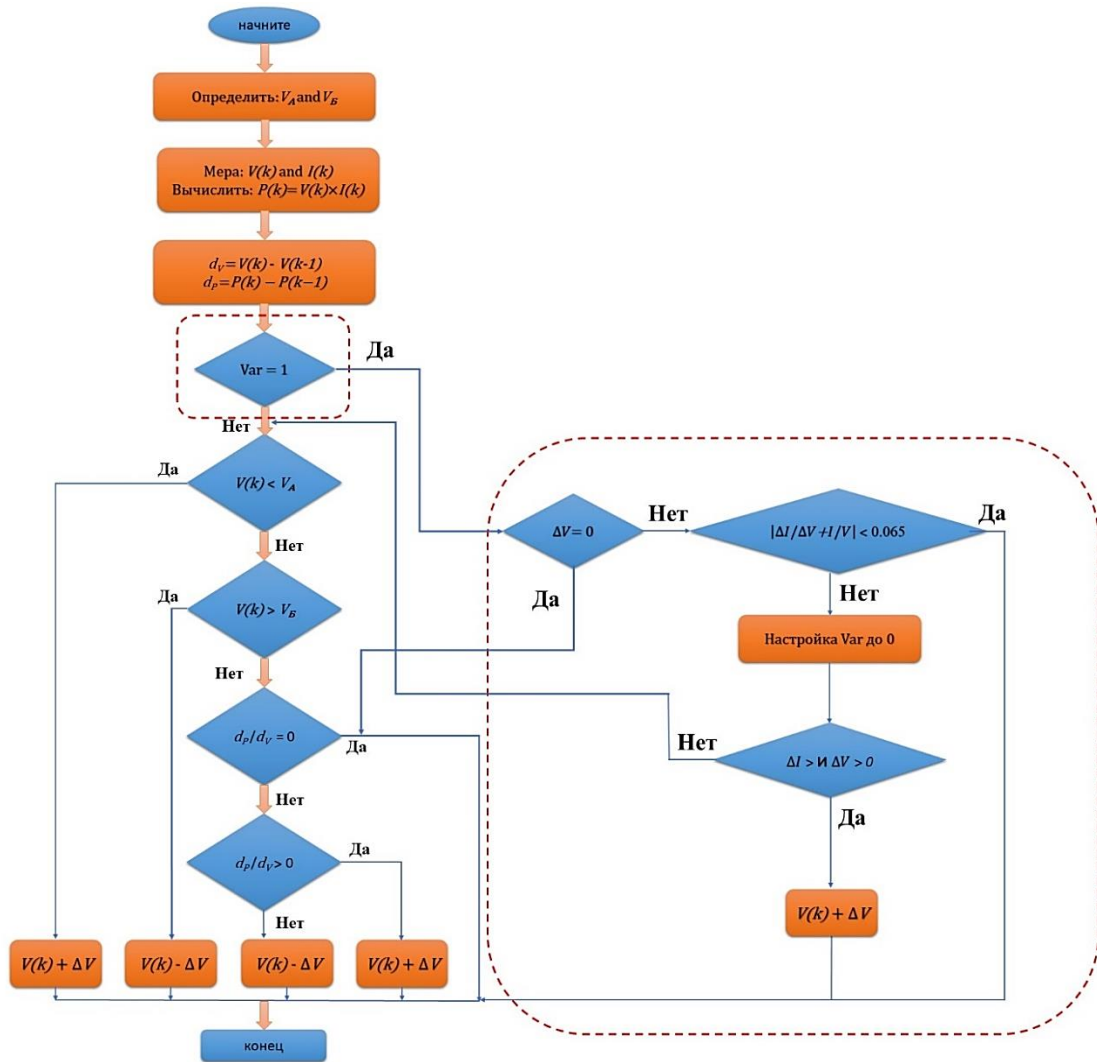 начните
Определить: V_A and V_Б
Мера: V(k) and I(k)
Вычислить: P(k)=V(k)×I(k)
d_V=V(k) - V(k-1)
d_P=P(k) – P(k–1)
Var = 1
Да
Нет
V(k) < V_A
Да
Нет
V(k) > V_Б
Да
Нет
d_P/d_V = 0
Да
Нет
d_P/d_V > 0
Да
Нет
V(k) + ΔV
V(k) - ΔV
V(k) - ΔV
V(k) + ΔV
конец
ΔV = 0
Нет
Да
|ΔI/ΔV+I/V| < 0.065
Да
Нет
Настройка Var до 0
ΔI > И ΔV > 0
Нет
Да
V(k) + ΔV